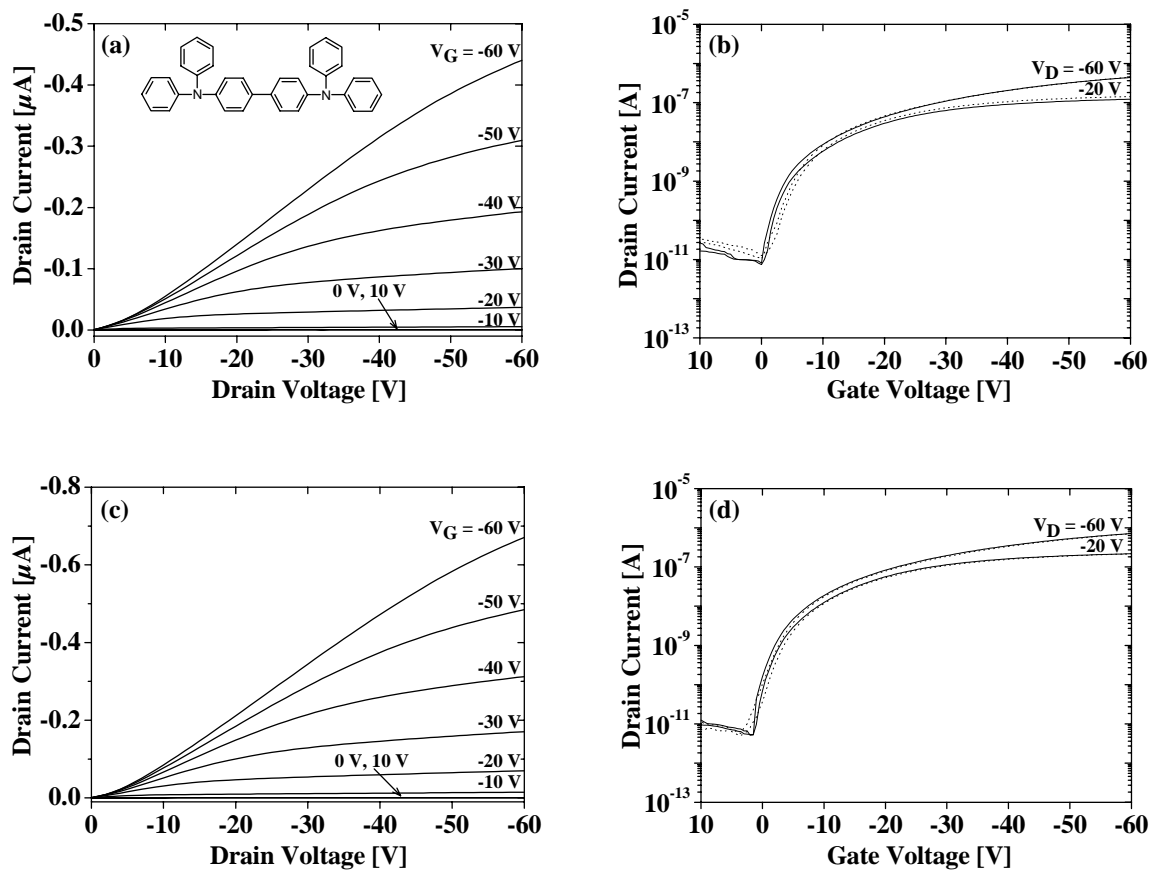 (a)
V_G = -60 V
-50 V
-40 V
-30 V
-20 V
-10 V
0 V, 10 V
N
N
-0.5
-0.4
-0.3
-0.2
-0.1
0.0
0
-10
-20
-30
-40
-50
-60
Drain Current [μA]
Drain Voltage [V]
(b)
V_D = -60 V
-20 V
10^-5
10^-7
10^-9
10^-11
10^-13
10
0
-10
-20
-30
-40
-50
-60
Drain Current [A]
Gate Voltage [V]
(c)
V_G = -60 V
-50 V
-40 V
-30 V
-20 V
-10 V
0 V, 10 V
-0.8
-0.6
-0.4
-0.2
0.0
0
-10
-20
-30
-40
-50
-60
Drain Current [μA]
Drain Voltage [V]
(d)
V_D = -60 V
-20 V
10^-5
10^-7
10^-9
10^-11
10^-13
10
0
-10
-20
-30
-40
-50
-60
Drain Current [A]
Gate Voltage [V]